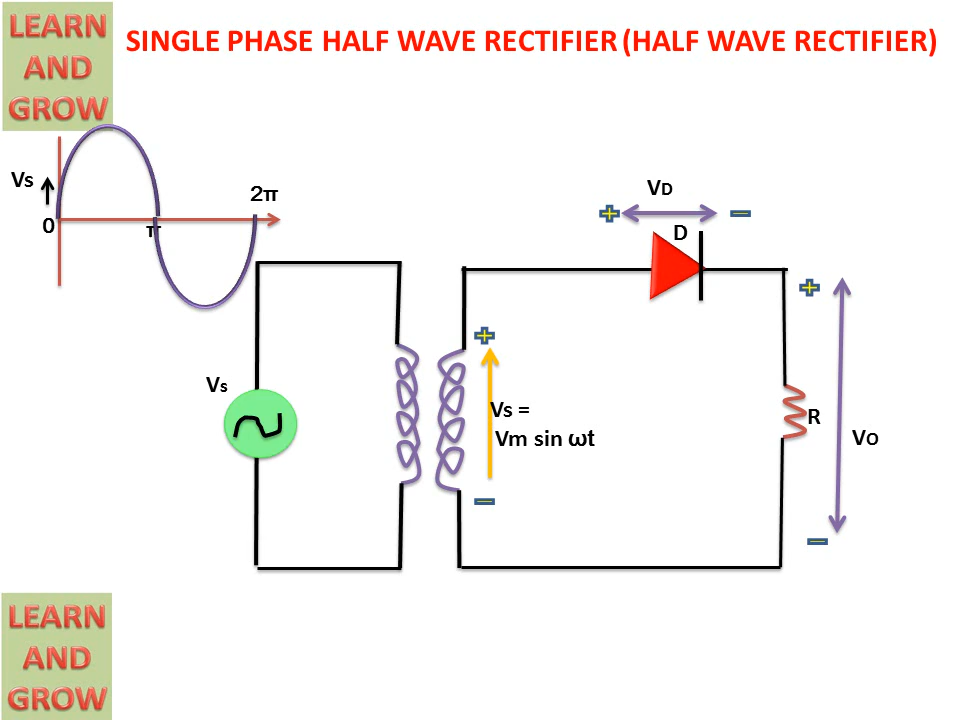 LEARN
AND
GROW
SINGLE PHASE HALF WAVE RECTIFIER (HALF WAVE RECTIFIER)
Vs
0
π
2π
VD
+
−
D
+
Vs
+
Vs =
Vm sin ωt
R
VO
−
−
LEARN
AND
GROW